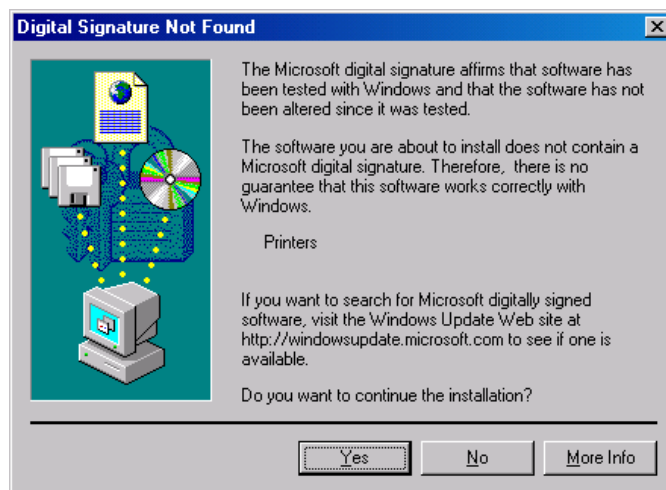 Digital Signature Not Found
The Microsoft digital signature affirms that software has
been tested with Windows and that the software has not
been altered since it was tested.
The software you are about to install does not contain a
Microsoft digital signature. Therefore, there is no
guarantee that this software works correctly with
Windows.
Printers
If you want to search for Microsoft digitally signed
software, visit the Windows Update Web site at
http://windowsupdate.microsoft.com to see if one is
available.
Do you want to continue the installation?
Yes
No
More Info